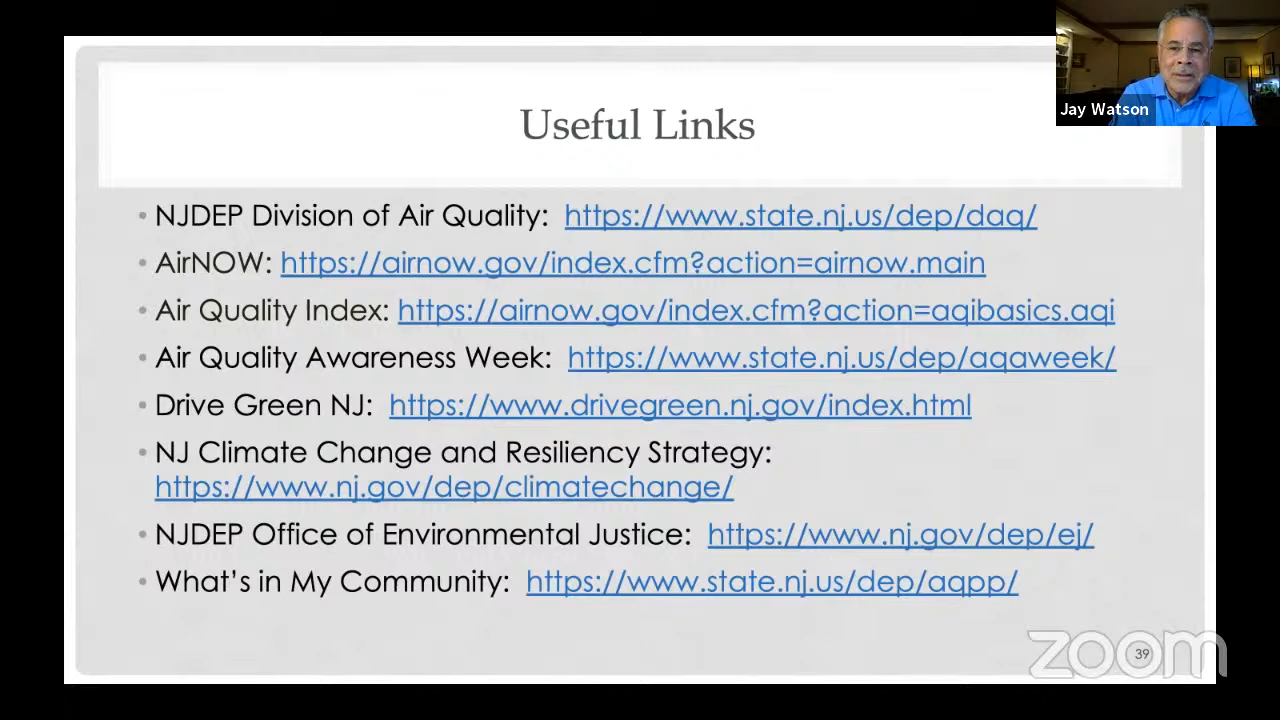 Jay Watson
Useful Links
• NJDEP Division of Air Quality: https://www.state.nj.us/dep/daq/
• AirNOW: https://airnow.gov/index.cfm?action=airnow.main
• Air Quality Index: https://airnow.gov/index.cfm?action=aqibasics.aqi
• Air Quality Awareness Week: https://www.state.nj.us/dep/aqaweek/
• Drive Green NJ: https://www.drivegreen.nj.gov/index.html
• NJ Climate Change and Resiliency Strategy:
https://www.nj.gov/dep/climatechange/
• NJDEP Office of Environmental Justice: https://www.nj.gov/dep/ej/
• What's in My Community: https://www.state.nj.us/dep/aqpp/
39
zoom